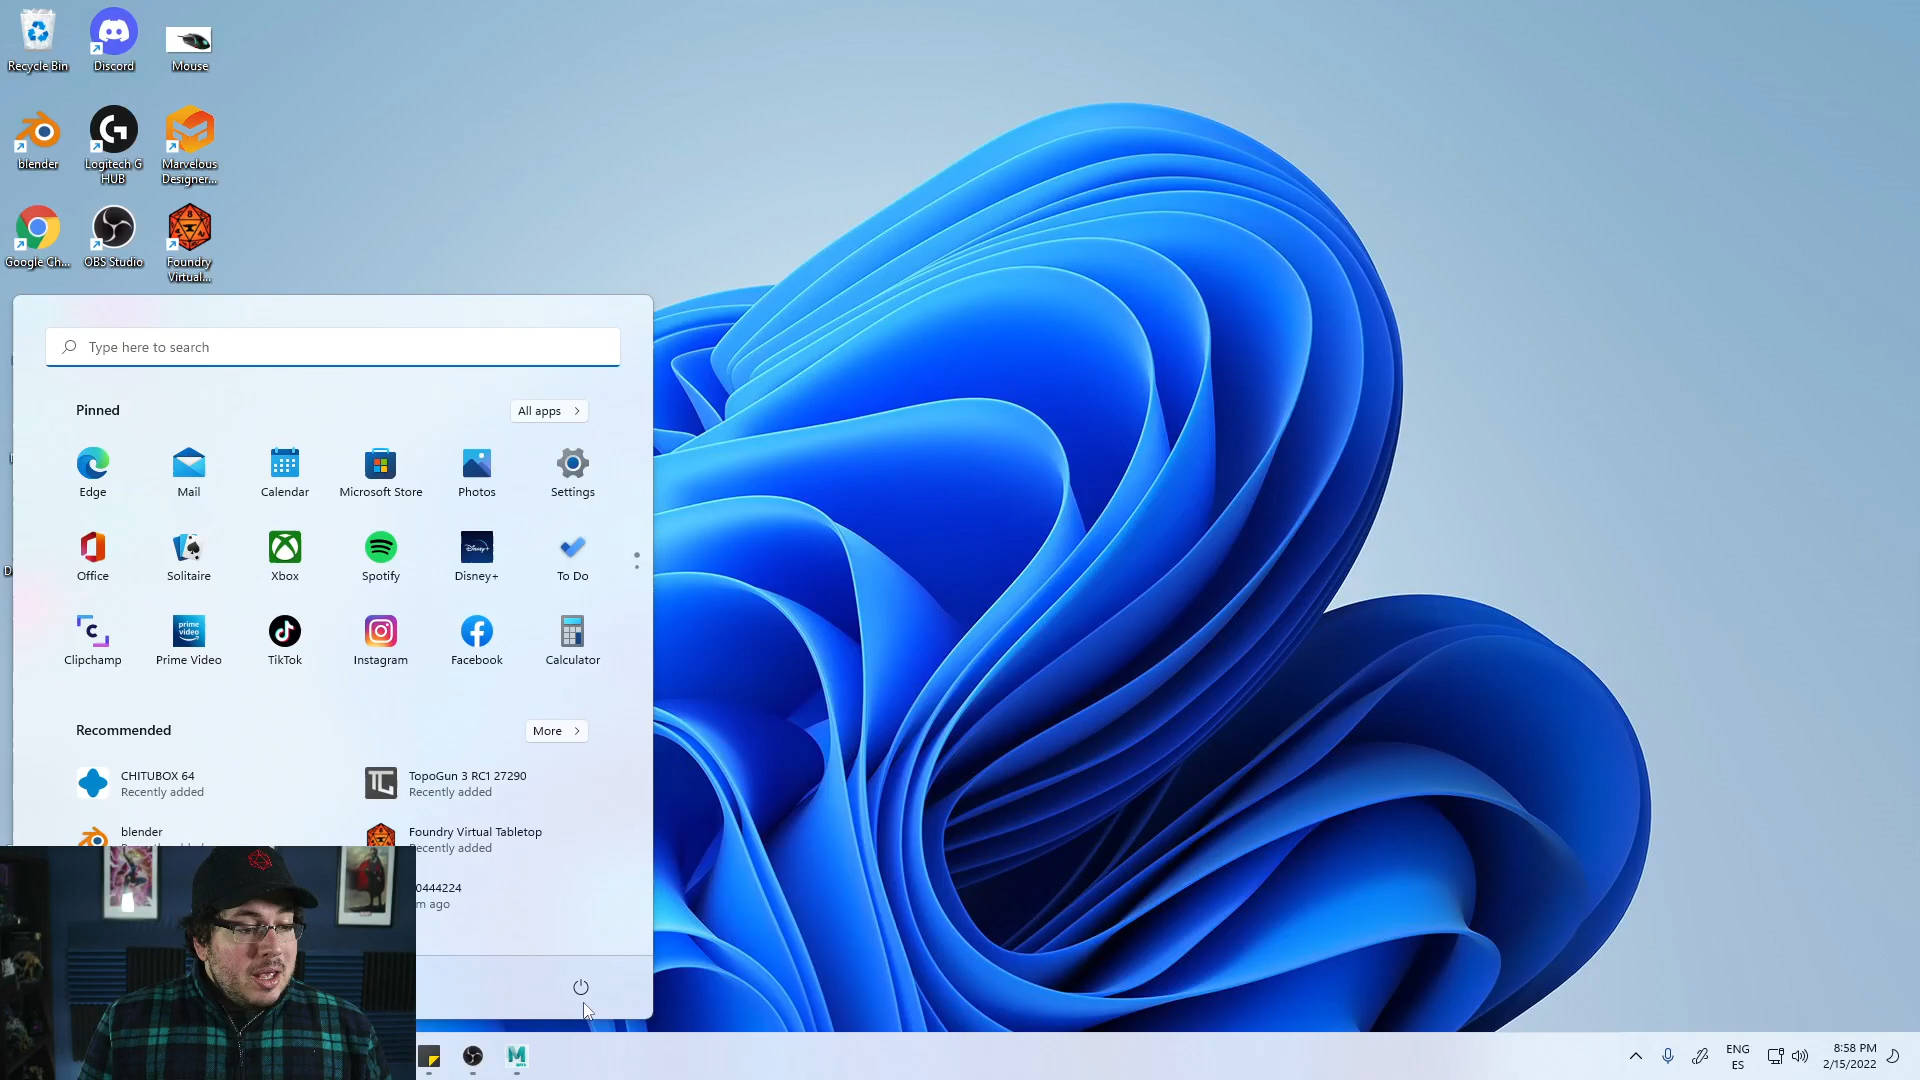 Recycle Bin
Discord
Mouse
blender
Logitech G
HUB
Marvelous
Designer...
Google Ch...
OBS Studio
Foundry
Virtual...
Type here to search
Pinned
All apps
Edge
Mail
Calendar
Microsoft Store
Photos
Settings
Office
Solitaire
Xbox
Spotify
Disney+
To Do
Clipchamp
prime
video
Prime Video
TikTok
Instagram
Facebook
Calculator
Recommended
More
CHITUBOX 64
Recently added
TopoGun 3 RC1 27290
Recently added
blender
Foundry Virtual Tabletop
Recently added
0444224
m ago
ENG
ES
8:58 PM
2/15/2022